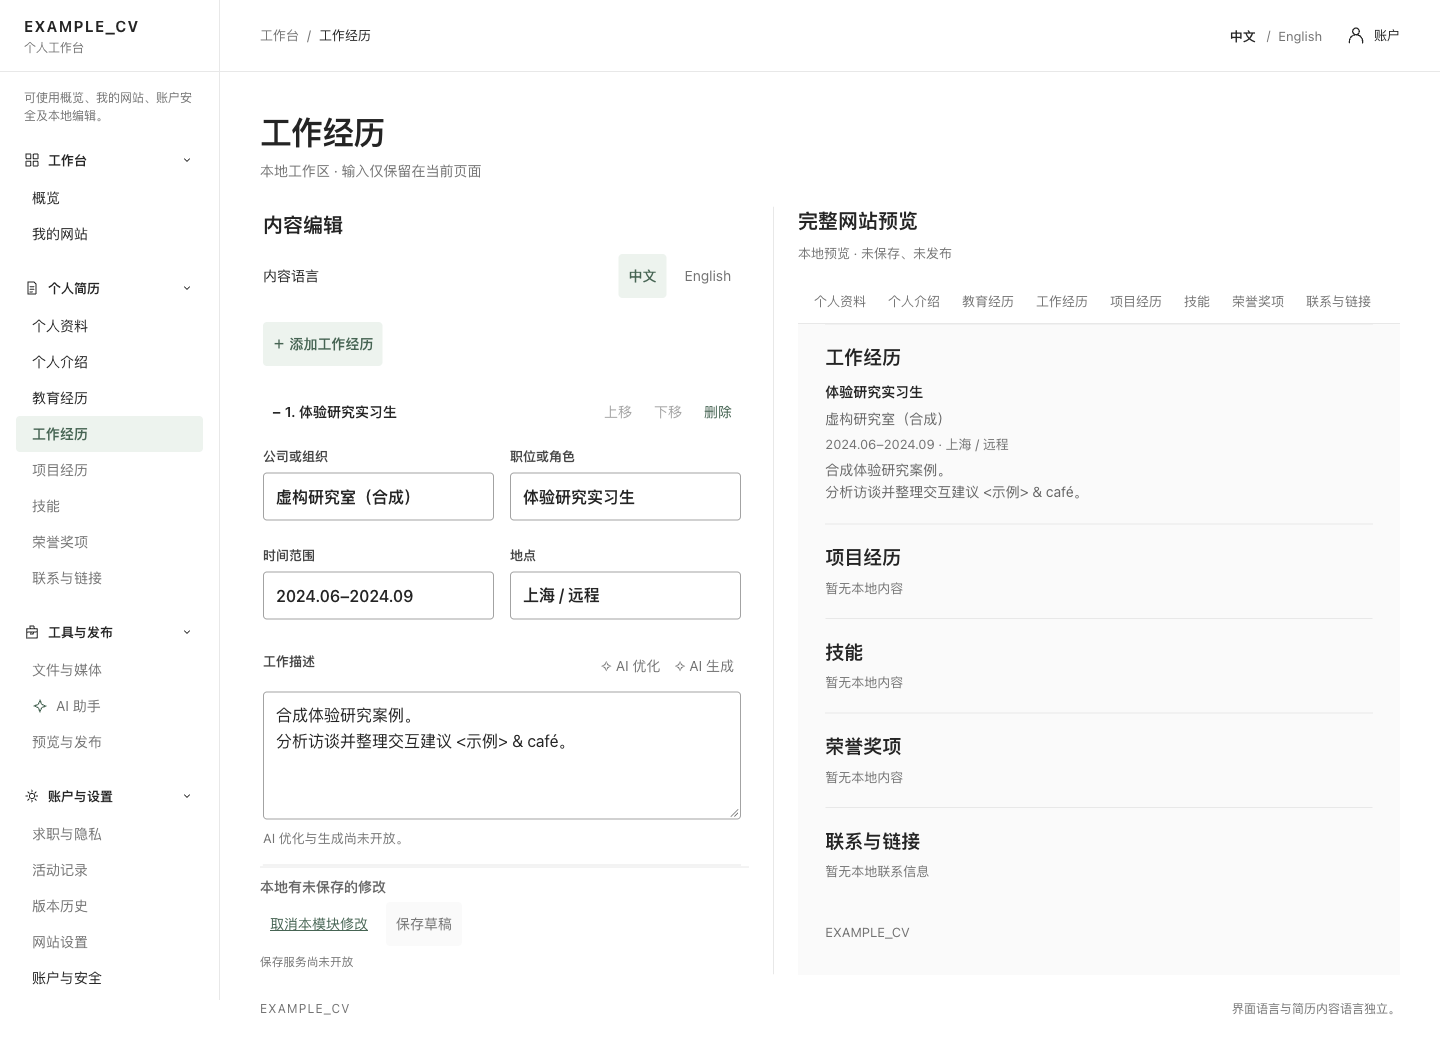 EXAMPLE_CV
个人工作台
工作台 / 工作经历
中文 / English
账户
可使用概览、我的网站、账户安
全及本地编辑。
工作台
概览
我的网站
个人简历
个人资料
个人介绍
教育经历
工作经历
项目经历
技能
荣誉奖项
联系与链接
工具与发布
文件与媒体
AI 助手
预览与发布
账户与设置
求职与隐私
活动记录
版本历史
网站设置
账户与安全
工作经历
本地工作区 · 输入仅保留在当前页面
内容编辑
内容语言
中文 English
+ 添加工作经历
– 1. 体验研究实习生
上移 下移 删除
公司或组织 职位或角色
虚构研究室（合成） 体验研究实习生
时间范围 地点
2024.06–2024.09 上海 / 远程
工作描述
AI 优化 AI 生成
合成体验研究案例。
分析访谈并整理交互建议 <示例> & café。
AI 优化与生成尚未开放。
本地有未保存的修改
取消本模块修改 保存草稿
保存服务尚未开放
完整网站预览
本地预览 · 未保存、未发布
个人资料 个人介绍 教育经历 工作经历 项目经历 技能 荣誉奖项 联系与链接
工作经历
体验研究实习生
虚构研究室（合成）
2024.06–2024.09 · 上海 / 远程
合成体验研究案例。
分析访谈并整理交互建议 <示例> & café。
项目经历
暂无本地内容
技能
暂无本地内容
荣誉奖项
暂无本地内容
联系与链接
暂无本地联系信息
EXAMPLE_CV
EXAMPLE_CV
界面语言与简历内容语言独立。